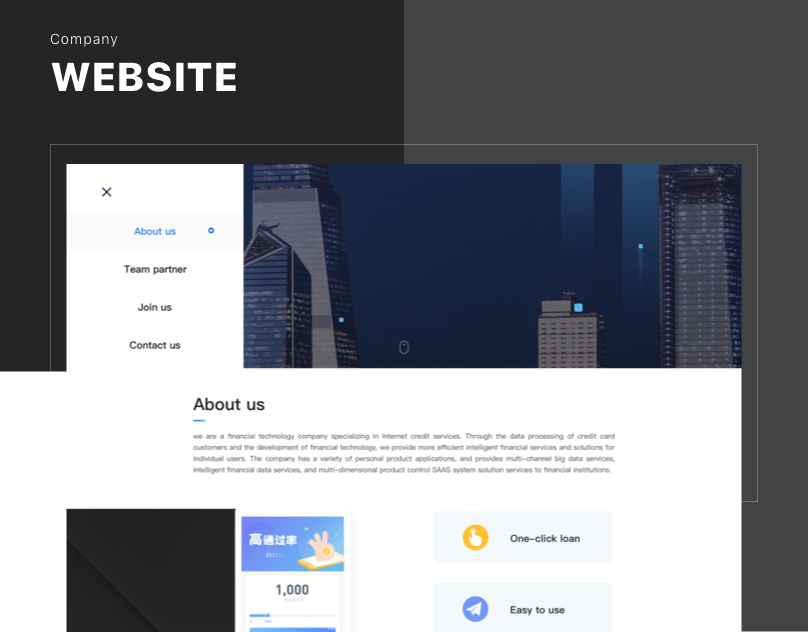 Company
WEBSITE
About us
Team partner
Join us
Contact us
About us
we are a financial technology company specializing in Internet credit services. Through the data processing of credit card
customers and the development of financial technology, we provide more efficient intelligent financial services and solutions for
individual users. The company has a variety of personal product applications, and provides multi-channel big data services,
intelligent financial data services, and multi-dimensional product control SAAS system solution services to financial institutions.
高通过率
1,000
One-click loan
Easy to use